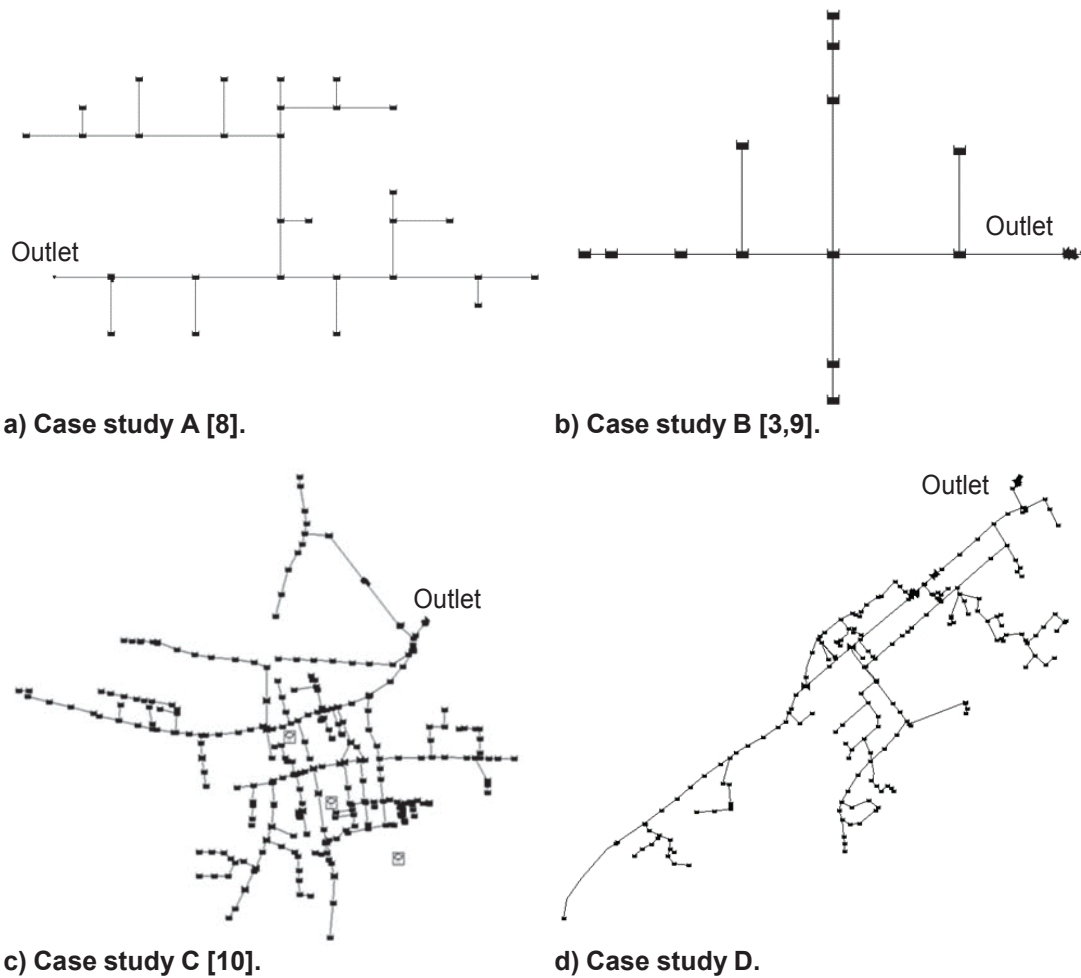 Outlet
a) Case study A [8].
Outlet
b) Case study B [3,9].
Outlet
c) Case study C [10].
Outlet
d) Case study D.